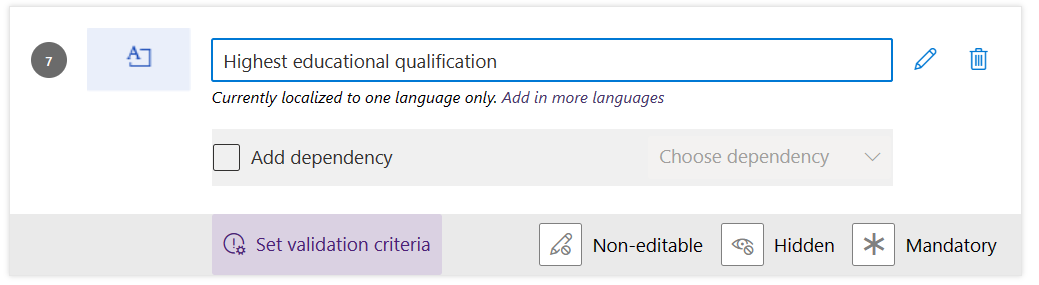 7
A
Highest educational qualification
Currently localized to one language only. Add in more languages
Add dependency
Choose dependency
Set validation criteria
Non-editable
Hidden
Mandatory